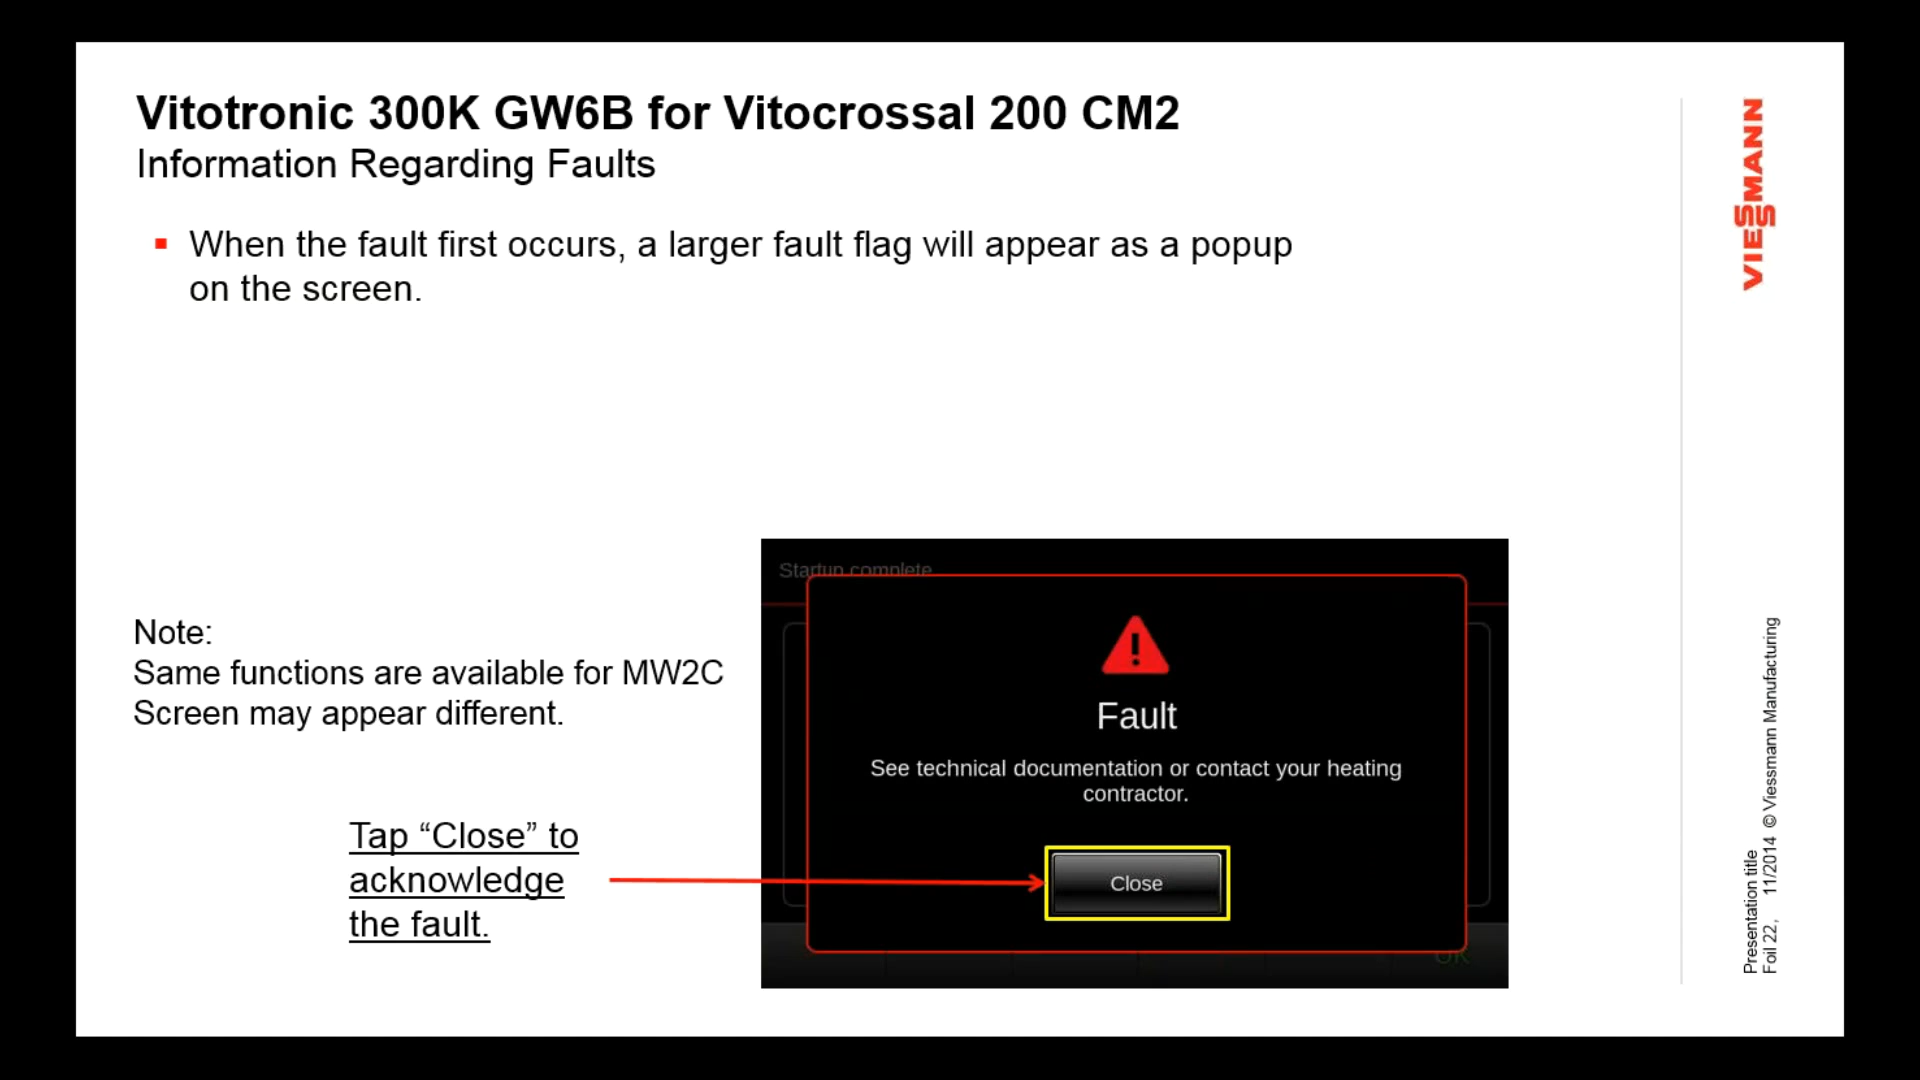 Vitotronic 300K GW6B for Vitocrossal 200 CM2
Information Regarding Faults
When the fault first occurs, a larger fault flag will appear as a popup
on the screen.
Note:
Same functions are available for MW2C
Screen may appear different.
Tap “Close” to
acknowledge
the fault.
Startup complete
Fault
See technical documentation or contact your heating
contractor.
Close
OK
VIESSMANN
Presentation title
Foil 22, 11/2014 © Viessmann Manufacturing